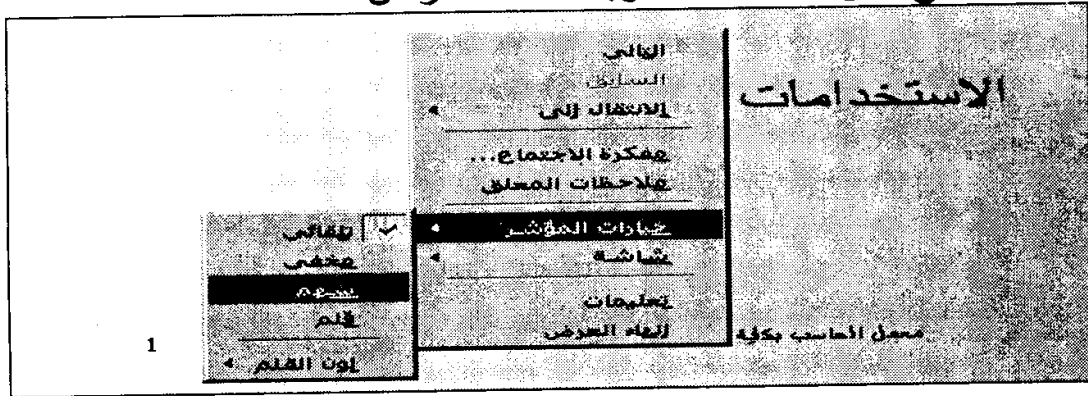 الاستخدامات
التالي
السابق
الانتقال إلى
مفكرة الاجتماع...
ملاحظات المعلق
خيارات المؤشر
شاشة
تعليمات
إنهاء العرض
تلقائي
مخفي
سهم
قلم
لون القلم
معمل الحاسب بكلية
1